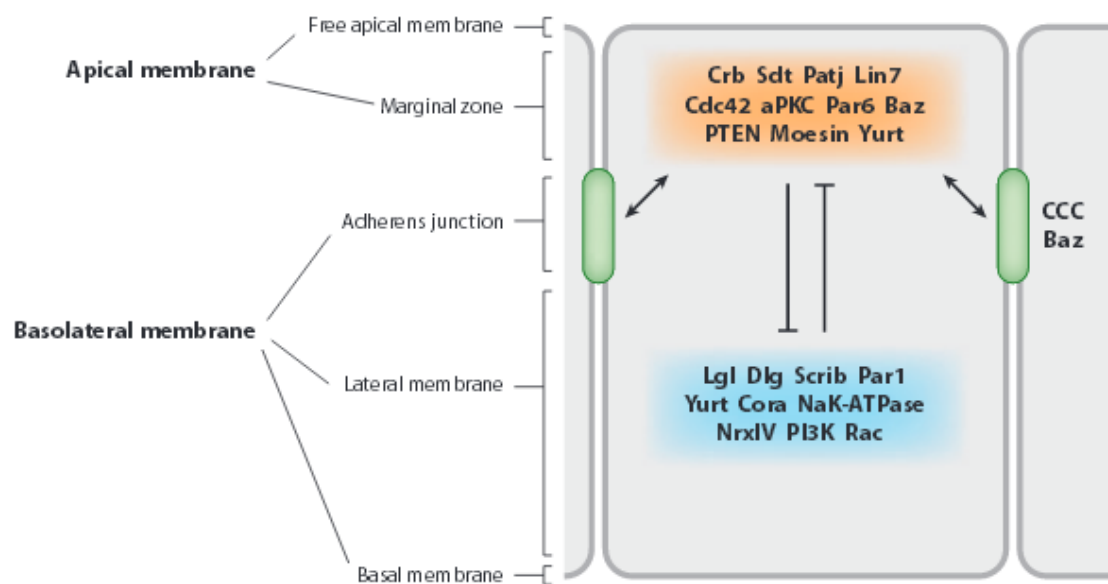 Free apical membrane
Apical membrane
Marginal zone
Adherens junction
Basolateral membrane
Lateral membrane
Basal membrane
Crb Sdt Patj Lin7
Cdc42 aPKC Par6 Baz
PTEN Moesin Yurt
CCC
Baz
Lgl Dlg Scrib Par1
Yurt Cora NaK-ATPase
NrxIV PI3K Rac